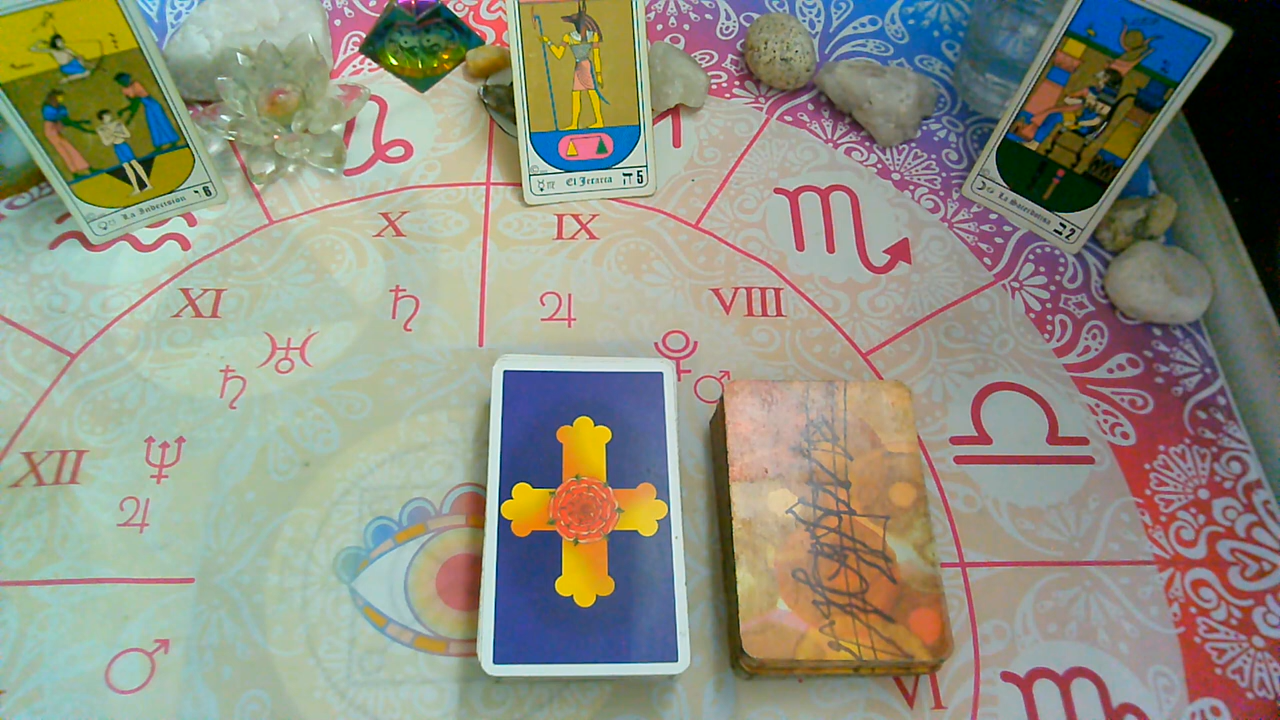 La Indecisión 6
El Jerarca ה 5
La Sacerdotisa ב 2
X
IX
XI
VIII
XII
VI